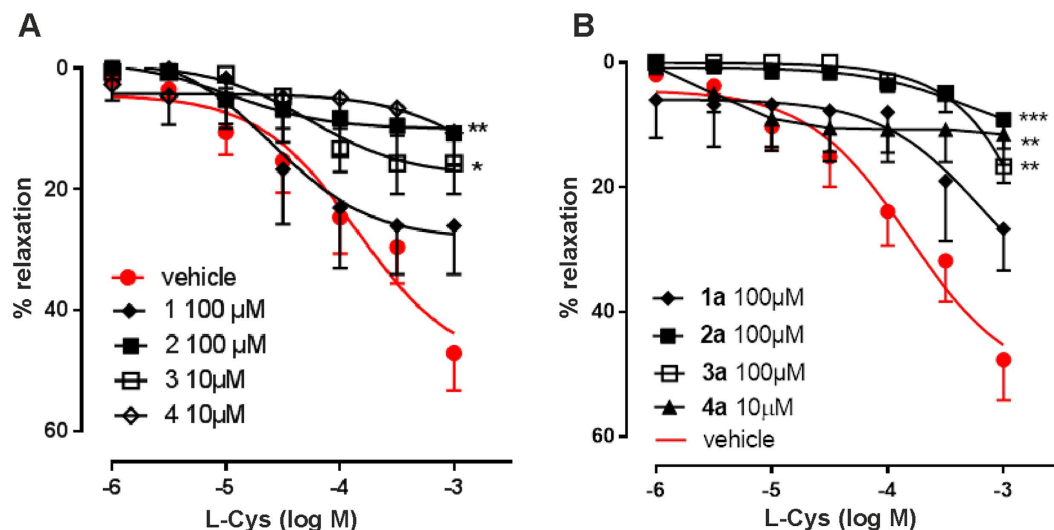 A
0
20
40
60
% relaxation
**
*
vehicle
1 100 µM
2 100 µM
3 10µM
4 10µM
-6
-5
-4
-3
L-Cys (log M)
B
0
20
40
60
% relaxation
***
**
**
1a 100µM
2a 100µM
3a 100µM
4a 10µM
vehicle
-6
-5
-4
-3
L-Cys (log M)